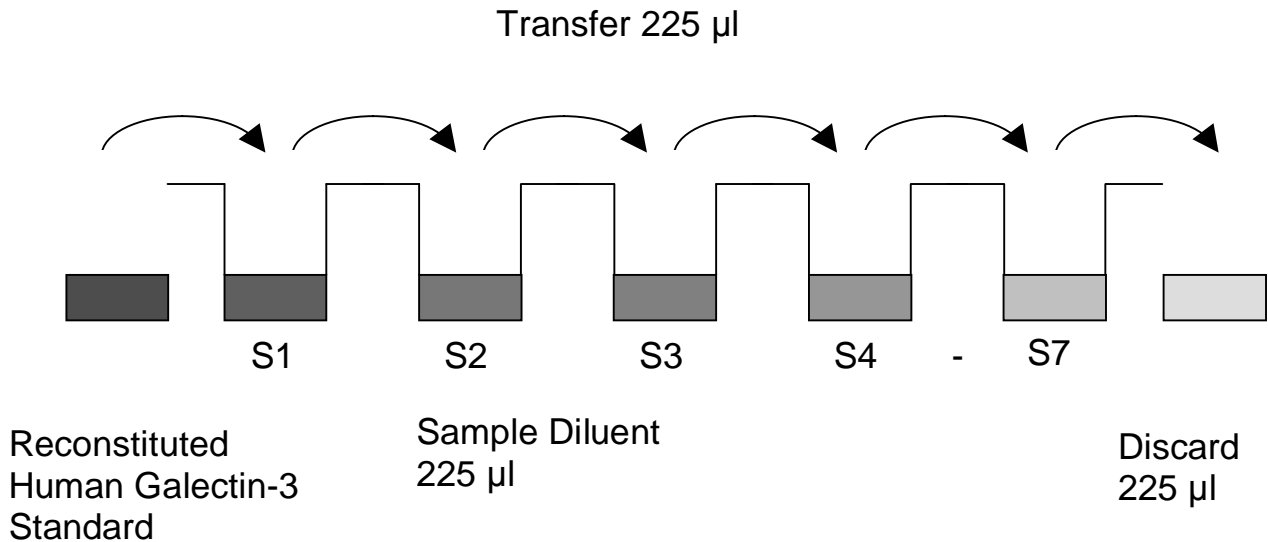 Transfer 225 µl
S1 S2 S3 S4 - S7
Reconstituted
Human Galectin-3
Standard
Sample Diluent
225 µl
Discard
225 µl